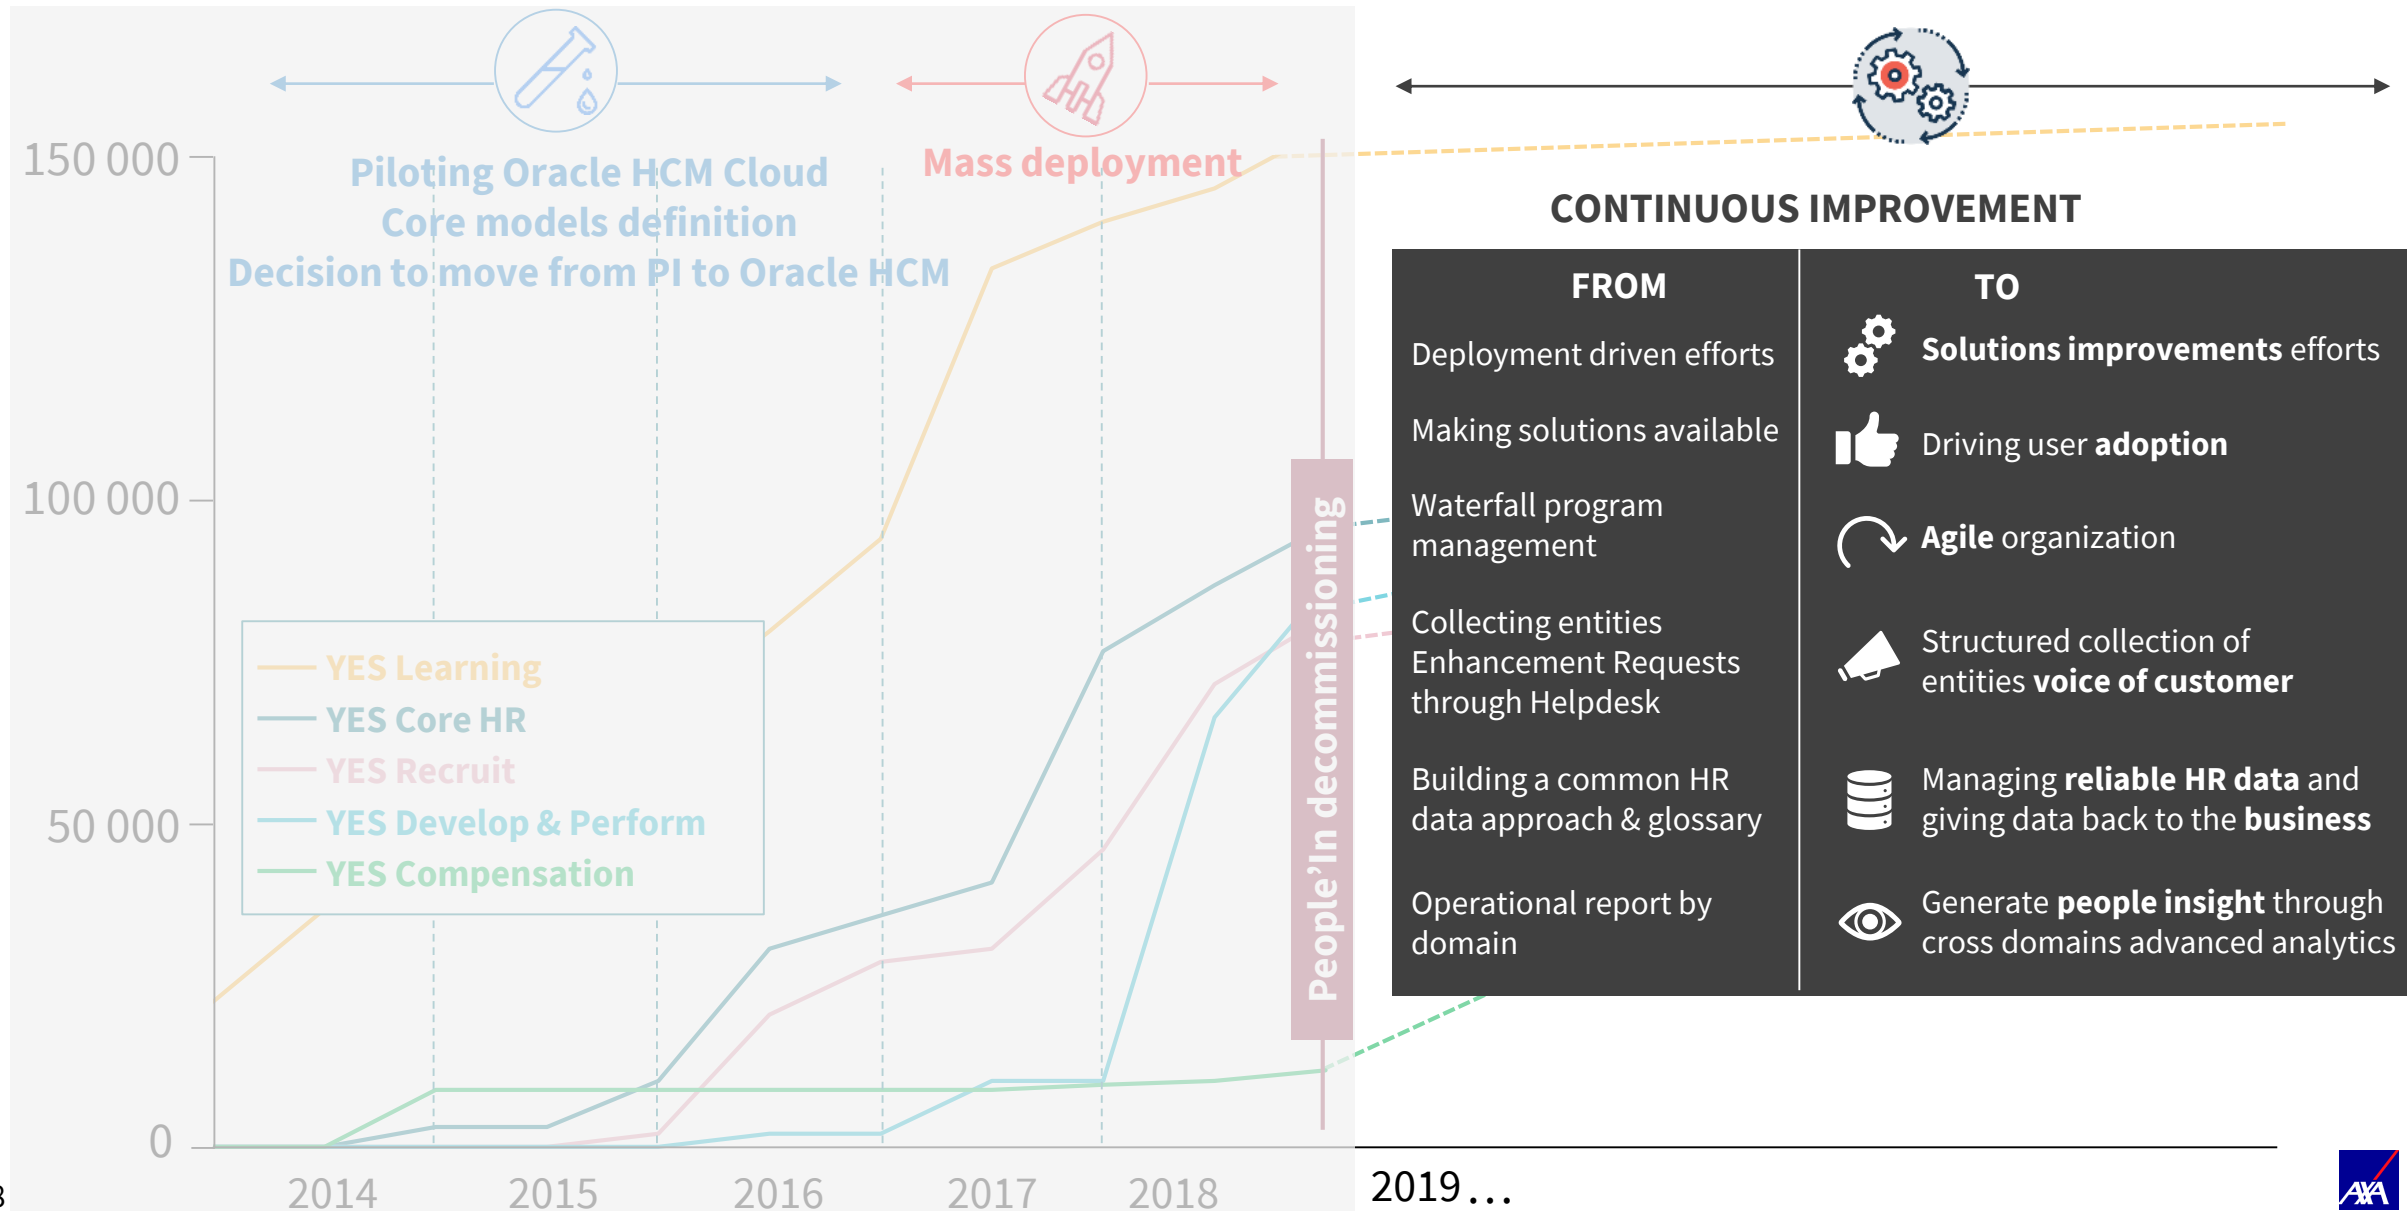 150 000
100 000
50 000
0
Piloting Oracle HCM Cloud
Core models definition
Decision to move from PI to Oracle HCM
Mass deployment
YES Learning
YES Core HR
YES Recruit
YES Develop & Perform
YES Compensation
People'In decommissioning
2014
2015
2016
2017
2018
2019...
CONTINUOUS IMPROVEMENT
FROM
Deployment driven efforts
Making solutions available
Waterfall program
management
Collecting entities
Enhancement Requests
through Helpdesk
Building a common HR
data approach & glossary
Operational report by
domain
TO
Solutions improvements efforts
Driving user adoption
Agile organization
Structured collection of
entities voice of customer
Managing reliable HR data and
giving data back to the business
Generate people insight through
cross domains advanced analytics
AXA